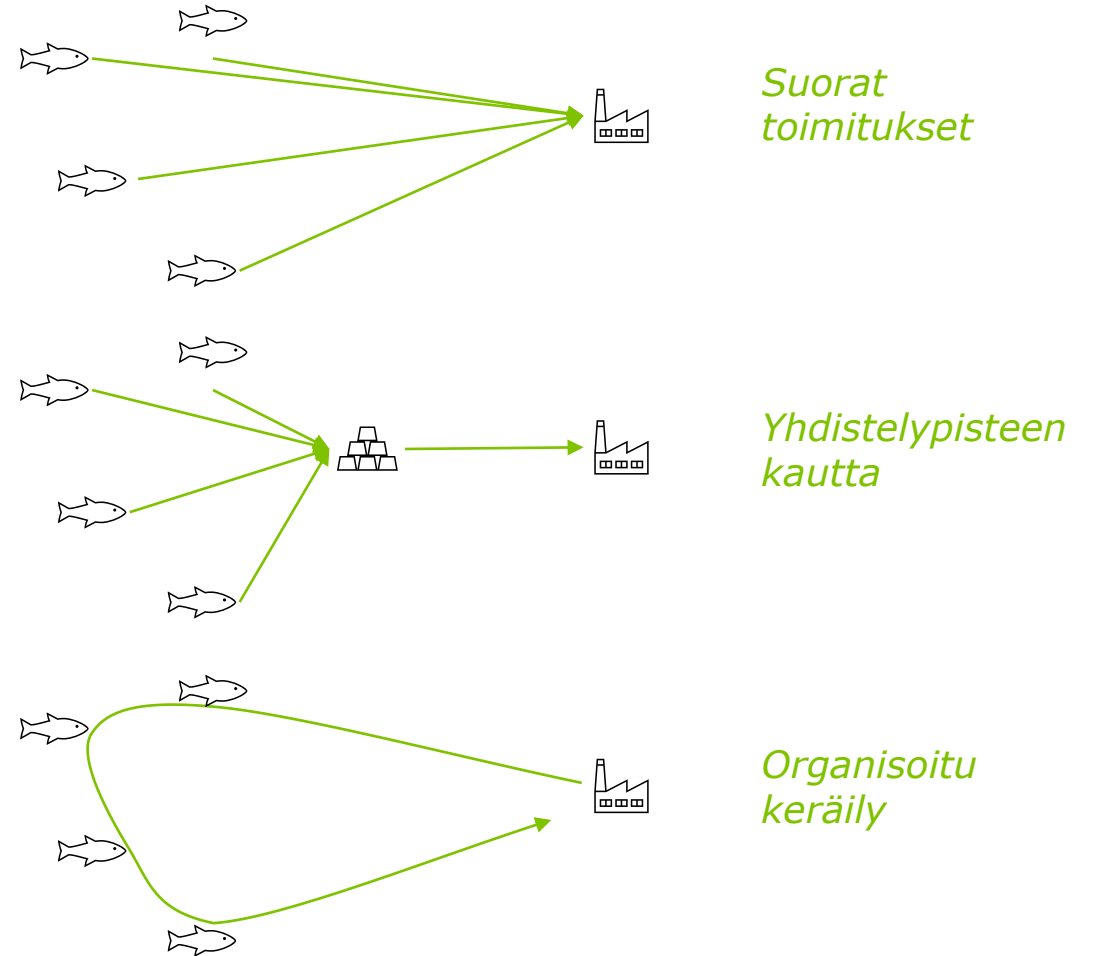 Suorat
toimitukset
Yhdistelypisteen
kautta
Organisoitu
keräily